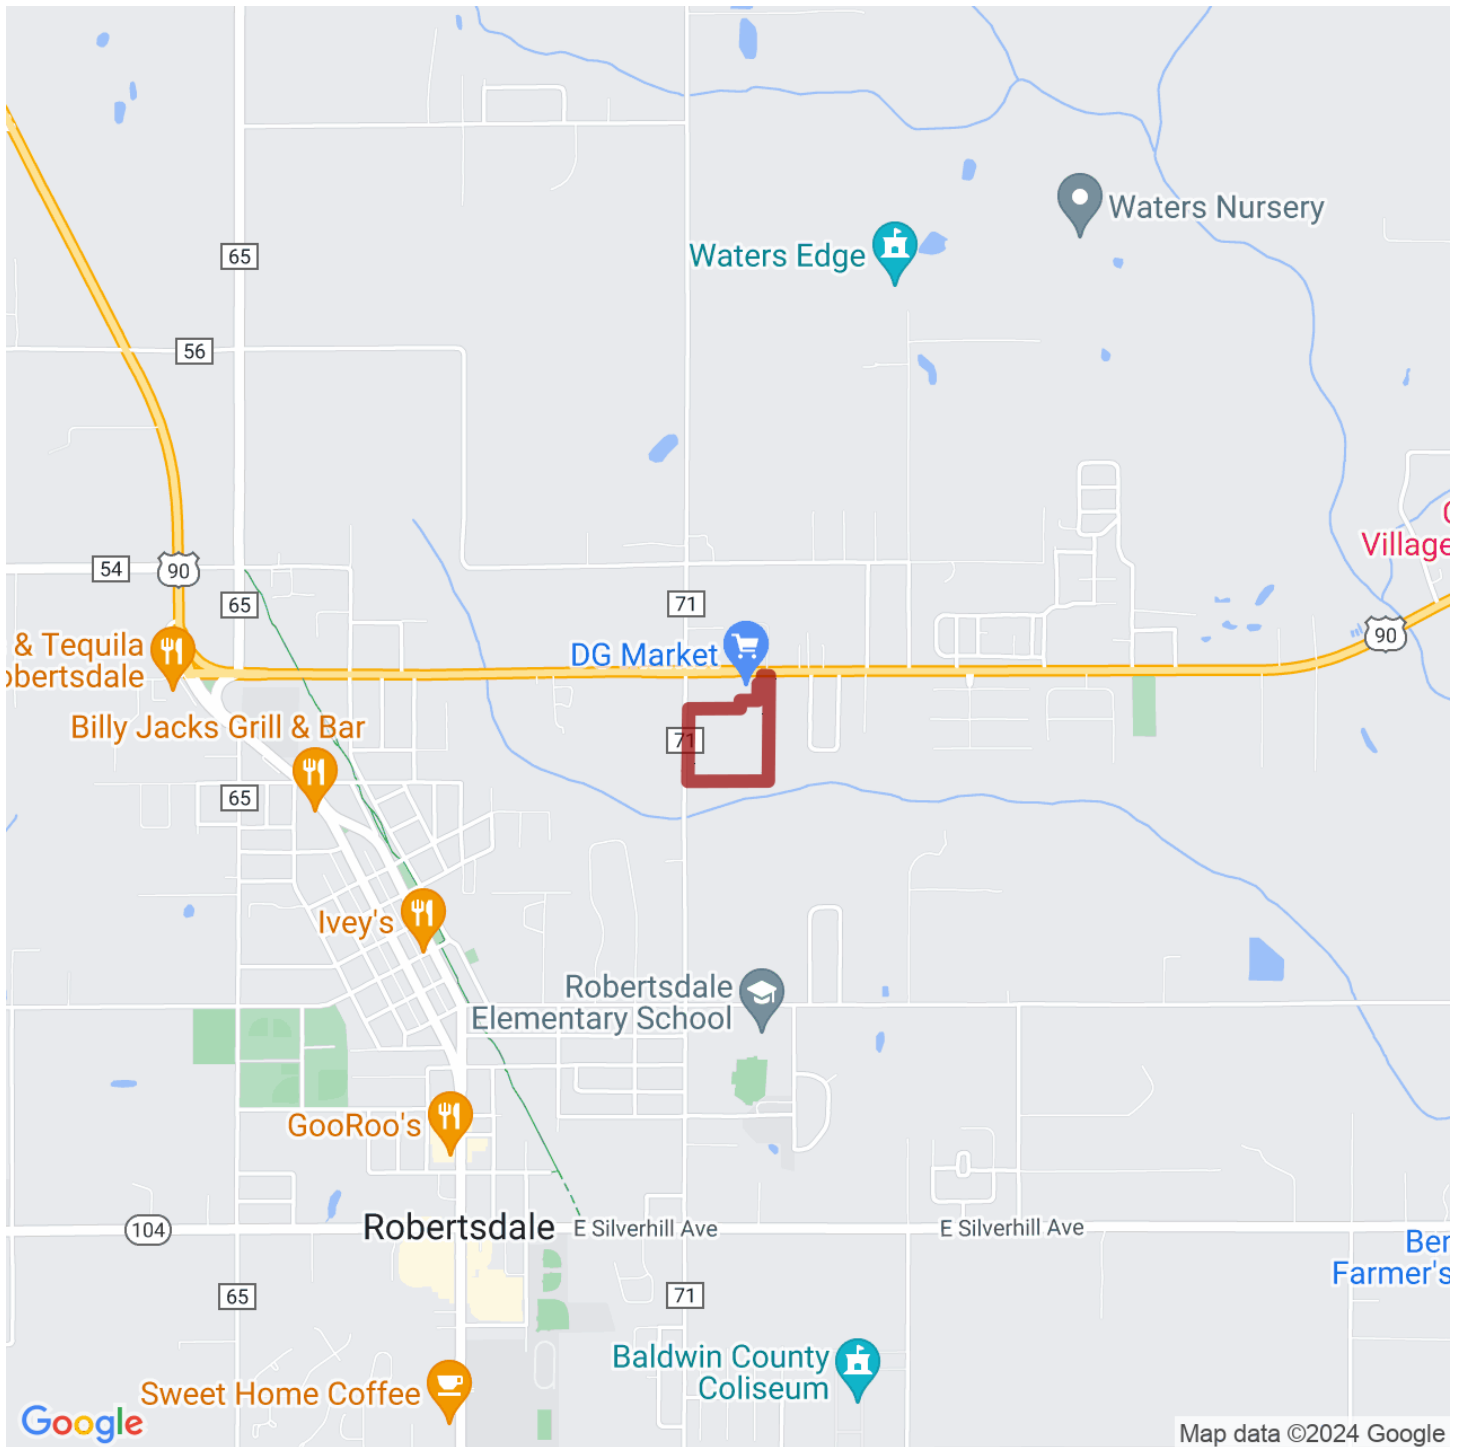 Waters Nursery
Waters Edge
65
56
Village
54
90
65
71
90
& Tequila
obertsdale
DG Market
Billy Jacks Grill & Bar
71
65
Ivey's
Robertsdale
Elementary School
GooRoo's
104
Robertsdale
E Silverhill Ave
E Silverhill Ave
Ber
Farmer's
65
71
Baldwin County
Coliseum
Sweet Home Coffee
Google
Map data ©2024 Google